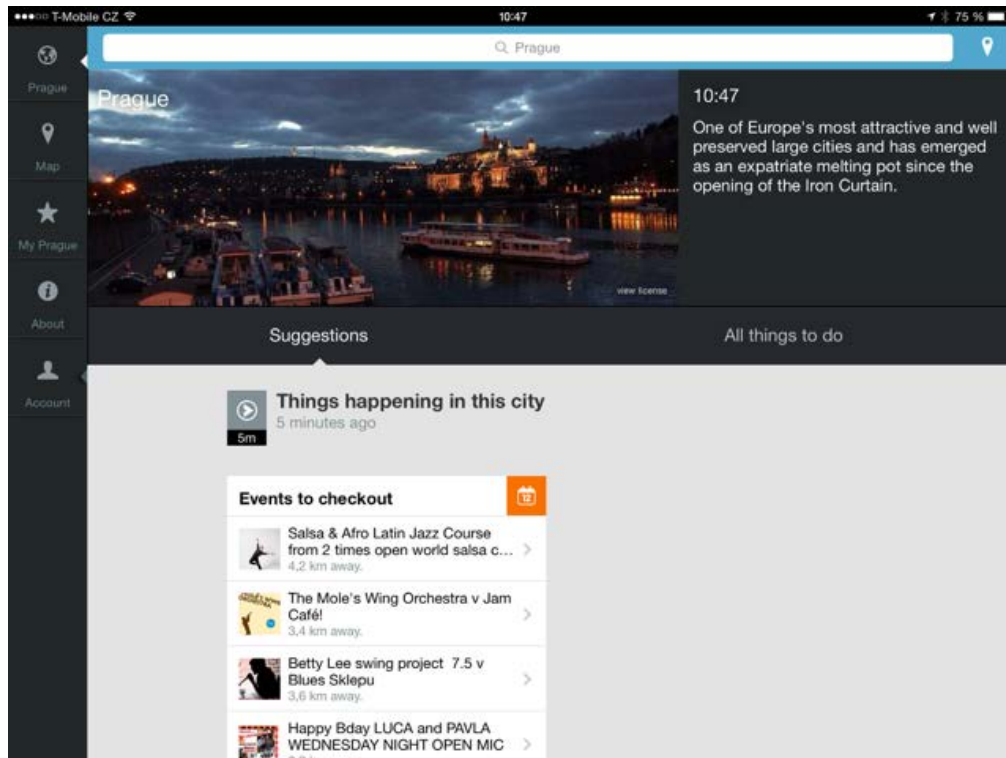 T-Mobile CZ
10:47
75 %
Prague
Prague
Map
My Prague
About
Account
Prague
view license
10:47
One of Europe's most attractive and well
preserved large cities and has emerged
as an expatriate melting pot since the
opening of the Iron Curtain.
Suggestions
All things to do
5m
Things happening in this city
5 minutes ago
Events to checkout
12
Salsa & Afro Latin Jazz Course
from 2 times open world salsa c...
4,2 km away.
The Mole's Wing Orchestra v Jam
Café!
3,4 km away.
Betty Lee swing project 7.5 v
Blues Sklepu
3,6 km away.
Happy Bday LUCA and PAVLA
WEDNESDAY NIGHT OPEN MIC